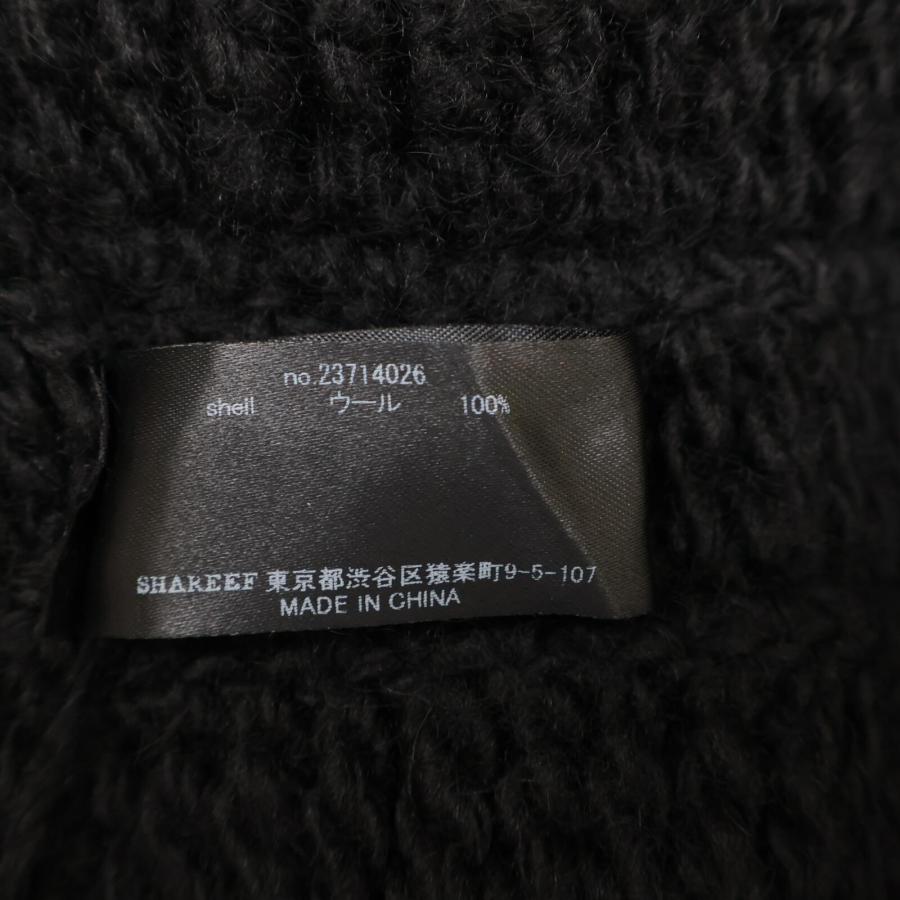 no.23714026
shell ウール 100%
SHAREEF 東京都渋谷区猿楽町9-5-107
MADE IN CHINA